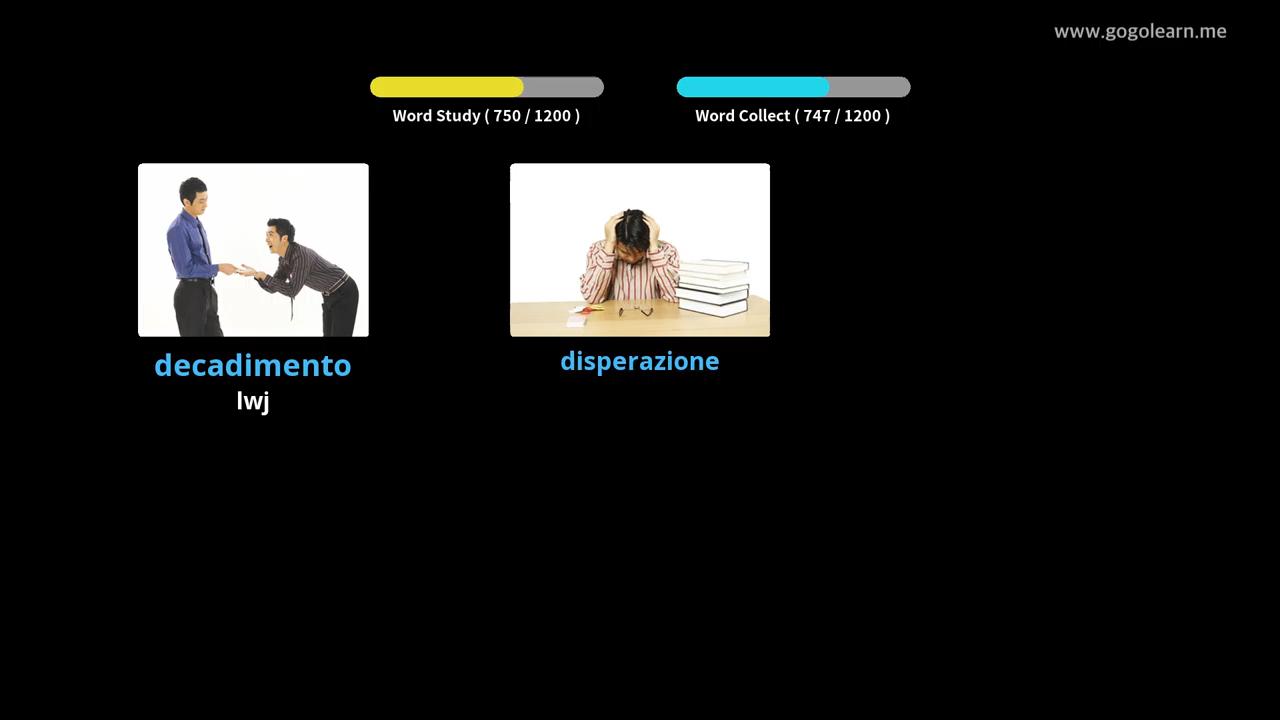 www.gogolearn.me
Word Study ( 750 / 1200 )
Word Collect ( 747 / 1200 )
decadimento
lwj
disperazione